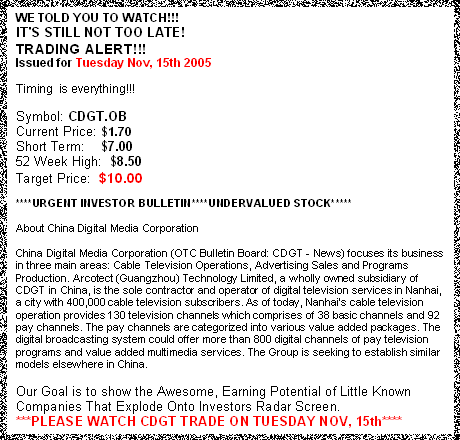 WE TOLD YOU TO WATCH!!!
IT'S STILL NOT TOO LATE!
TRADING ALERT!!!
Issued for Tuesday Nov, 15th 2005
Timing is everything!!!
Symbol: CDGT.OB
Current Price: $1.70
Short Term: $7.00
52 Week High: $8.50
Target Price: $10.00
****URGENT INVESTOR BULLETIN****UNDERVALUED STOCK*****
About China Digital Media Corporation
China Digital Media Corporation (OTC Bulletin Board: CDGT - News) focuses its business
in three main areas: Cable Television Operations, Advertising Sales and Programs
Production. Arcotect (Guangzhou) Technology Limited, a wholly owned subsidiary of
CDGT in China, is the sole contractor and operator of digital television services in Nanhai,
a city with 400,000 cable television subscribers. As of today, Nanhai's cable television
operation provides 130 television channels which comprises of 38 basic channels and 92
pay channels. The pay channels are categorized into various value added packages. The
digital broadcasting system could offer more than 800 digital channels of pay television
programs and value added multimedia services. The Group is seeking to establish similar
models elsewhere in China.
Our Goal is to show the Awesome, Earning Potential of Little Known
Companies That Explode Onto Investors Radar Screen.
***PLEASE WATCH CDGT TRADE ON TUESDAY NOV, 15th****